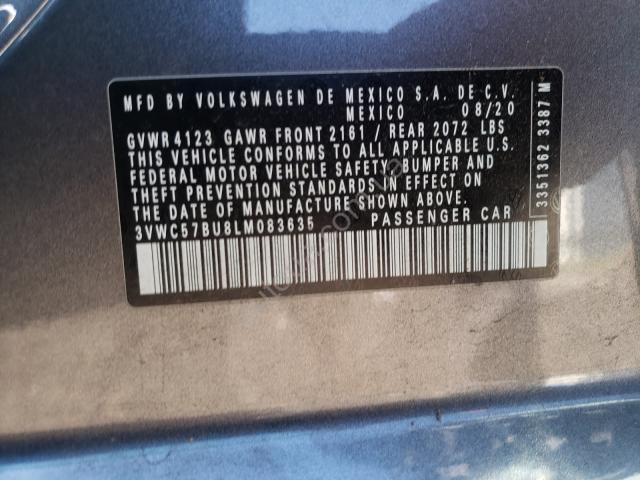 MFD BY VOLKSWAGEN DE MEXICO S.A. DE C.V.
MEXICO 08/20
GVWR 4123 GAWR FRONT 2161 / REAR 2072 LBS
THIS VEHICLE CONFORMS TO ALL APPLICABLE
FEDERAL MOTOR VEHICLE SAFETY, BUMPER AND
THEFT PREVENTION STANDARDS IN EFFECT ON
THE DATE OF MANUFACTURE SHOWN ABOVE.
3VWC57BU8LM083635 PASSENGER CAR
3351362 3387 M